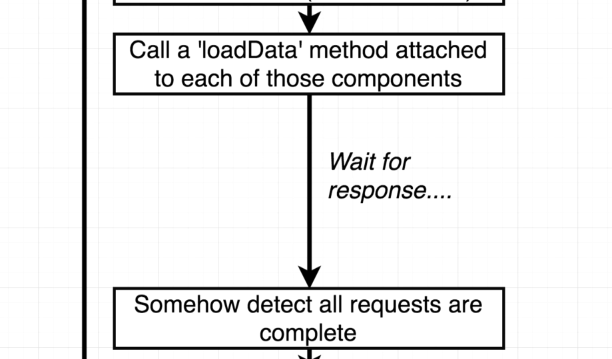 Call a 'loadData' method attached
to each of those components
Wait for
response....
Somehow detect all requests are
complete